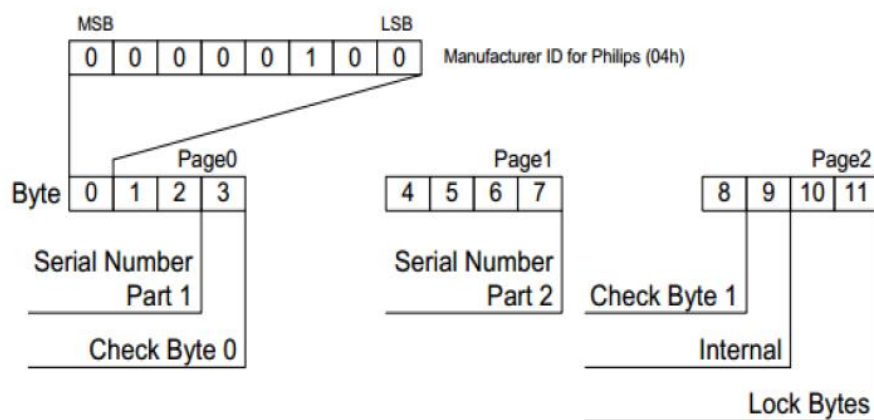 MSB LSB
0 0 0 0 0 1 0 0 Manufacturer ID for Philips (04h)
Page0 Page1 Page2
Byte 0 1 2 3 4 5 6 7 8 9 10 11
Serial Number Serial Number
Part 1 Part 2 Check Byte 1
Check Byte 0 Internal
Lock Bytes